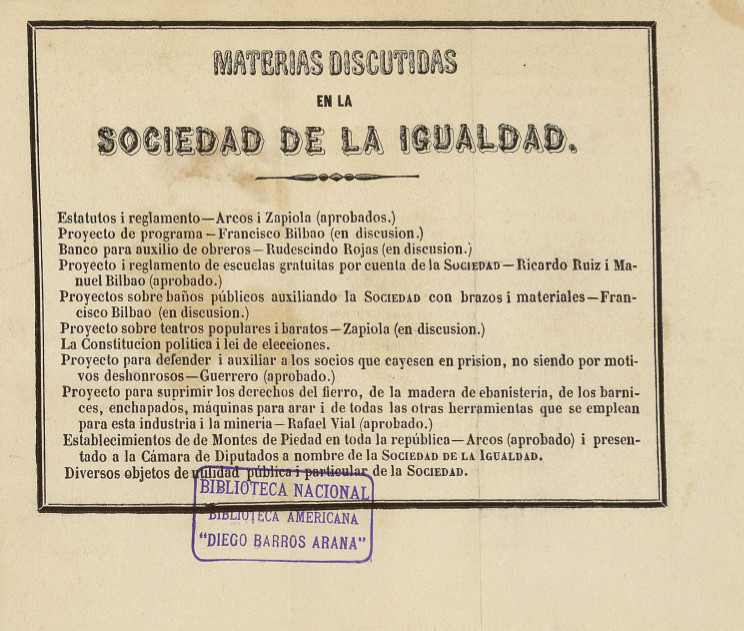 MATERIAS DISCUTIDAS
EN LA
SOCIEDAD DE LA IGUALDAD.
Estatutos i reglamento—Arcos i Zapiola (aprobados.)
Proyecto de programa—Francisco Bilbao (en discusion.)
Banco para auxilio de obreros—Rudescindo Rojas (en discusion.)
Proyecto i reglamento de escuelas gratuitas por cuenta de la SOCIEDAD—Ricardo Ruiz i Ma-
nuel Bilbao (aprobado.)
Proyectos sobre baños públicos auxiliando la SOCIEDAD con brazos i materiales—Fran-
cisco Bilbao (en discusion.)
Proyecto sobre teatros populares i baratos—Zapiola (en discusion.)
La Constitucion politica i lei de elecciones.
Proyecto para defender i auxiliar a los socios que cayesen en prision, no siendo por moti-
vos deshonrosos—Guerrero (aprobado.)
Proyecto para suprimir los derechos del fierro, de la madera de ebanistería, de los barni-
ces, enchapados, máquinas para arar i de todas las otras herramientas que se emplean
para esta industria i la mineria—Rafael Vial (aprobado.)
Establecimientos de de Montes de Piedad en toda la república—Arcos (aprobado) i presen-
tado a la Cámara de Diputados a nombre de la SOCIEDAD DE LA IGUALDAD.
Diversos objetos de utilidad pública i particular de la SOCIEDAD.
BIBLIOTECA NACIONAL
BIBLIOTECA AMERICANA
"DIEGO BARROS ARANA"